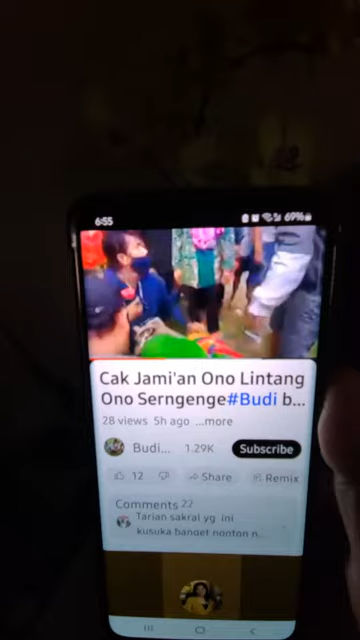 6:55 69%
Cak Jami'an Ono Lintang
Ono Serngenge#Budi b...
28 views 5h ago ...more
Budi... 1.29K Subscribe
12 Share Remix
Comments 22
Tarian sakral yg ini
kusuka banget nonton n...